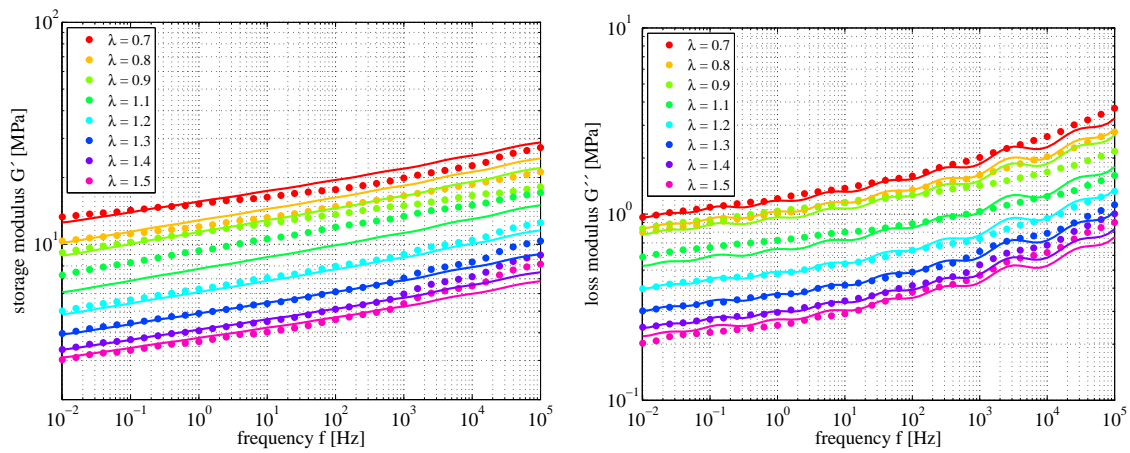 10²
λ = 0.7
λ = 0.8
λ = 0.9
λ = 1.1
λ = 1.2
λ = 1.3
λ = 1.4
λ = 1.5
10¹
storage modulus G´ [MPa]
10⁻² 10⁻¹ 10⁰ 10¹ 10² 10³ 10⁴ 10⁵
frequency f [Hz]
10¹
λ = 0.7
λ = 0.8
λ = 0.9
λ = 1.1
λ = 1.2
λ = 1.3
λ = 1.4
λ = 1.5
10⁰
10⁻¹
loss modulus G´´ [MPa]
10⁻² 10⁻¹ 10⁰ 10¹ 10² 10³ 10⁴ 10⁵
frequency f [Hz]